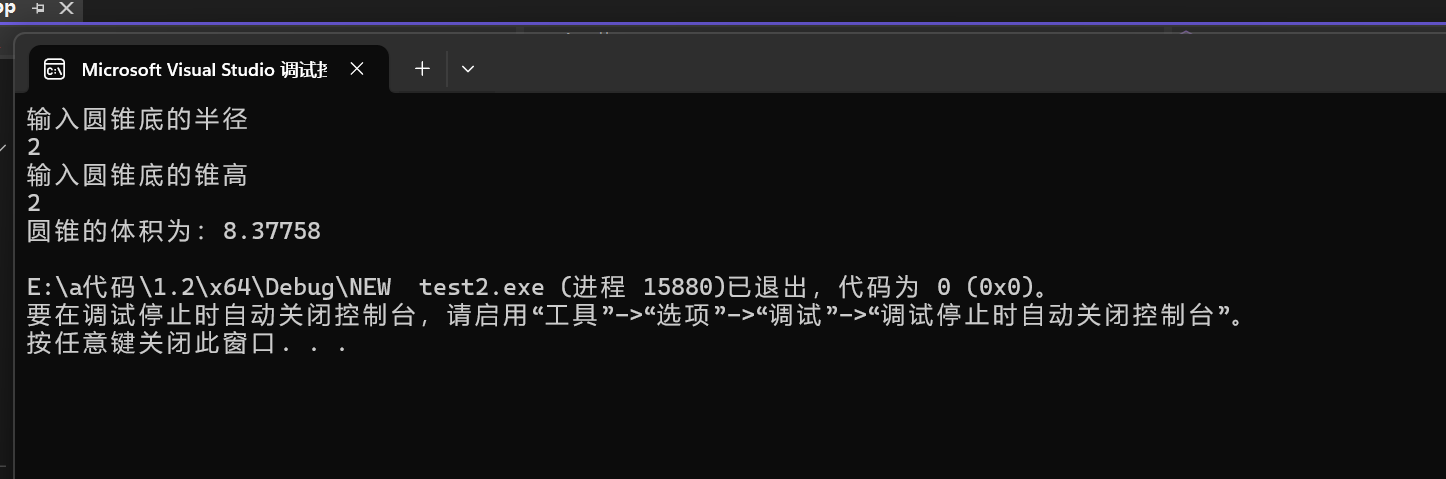 pp
Microsoft Visual Studio 调试
输入圆锥底的半径
2
输入圆锥底的锥高
2
圆锥的体积为：8.37758
E:\a代码\1.2\x64\Debug\NEW  test2.exe (进程 15880)已退出，代码为 0 (0x0)。
要在调试停止时自动关闭控制台，请启用“工具”->“选项”->“调试”->“调试停止时自动关闭控制台”。
按任意键关闭此窗口. . .